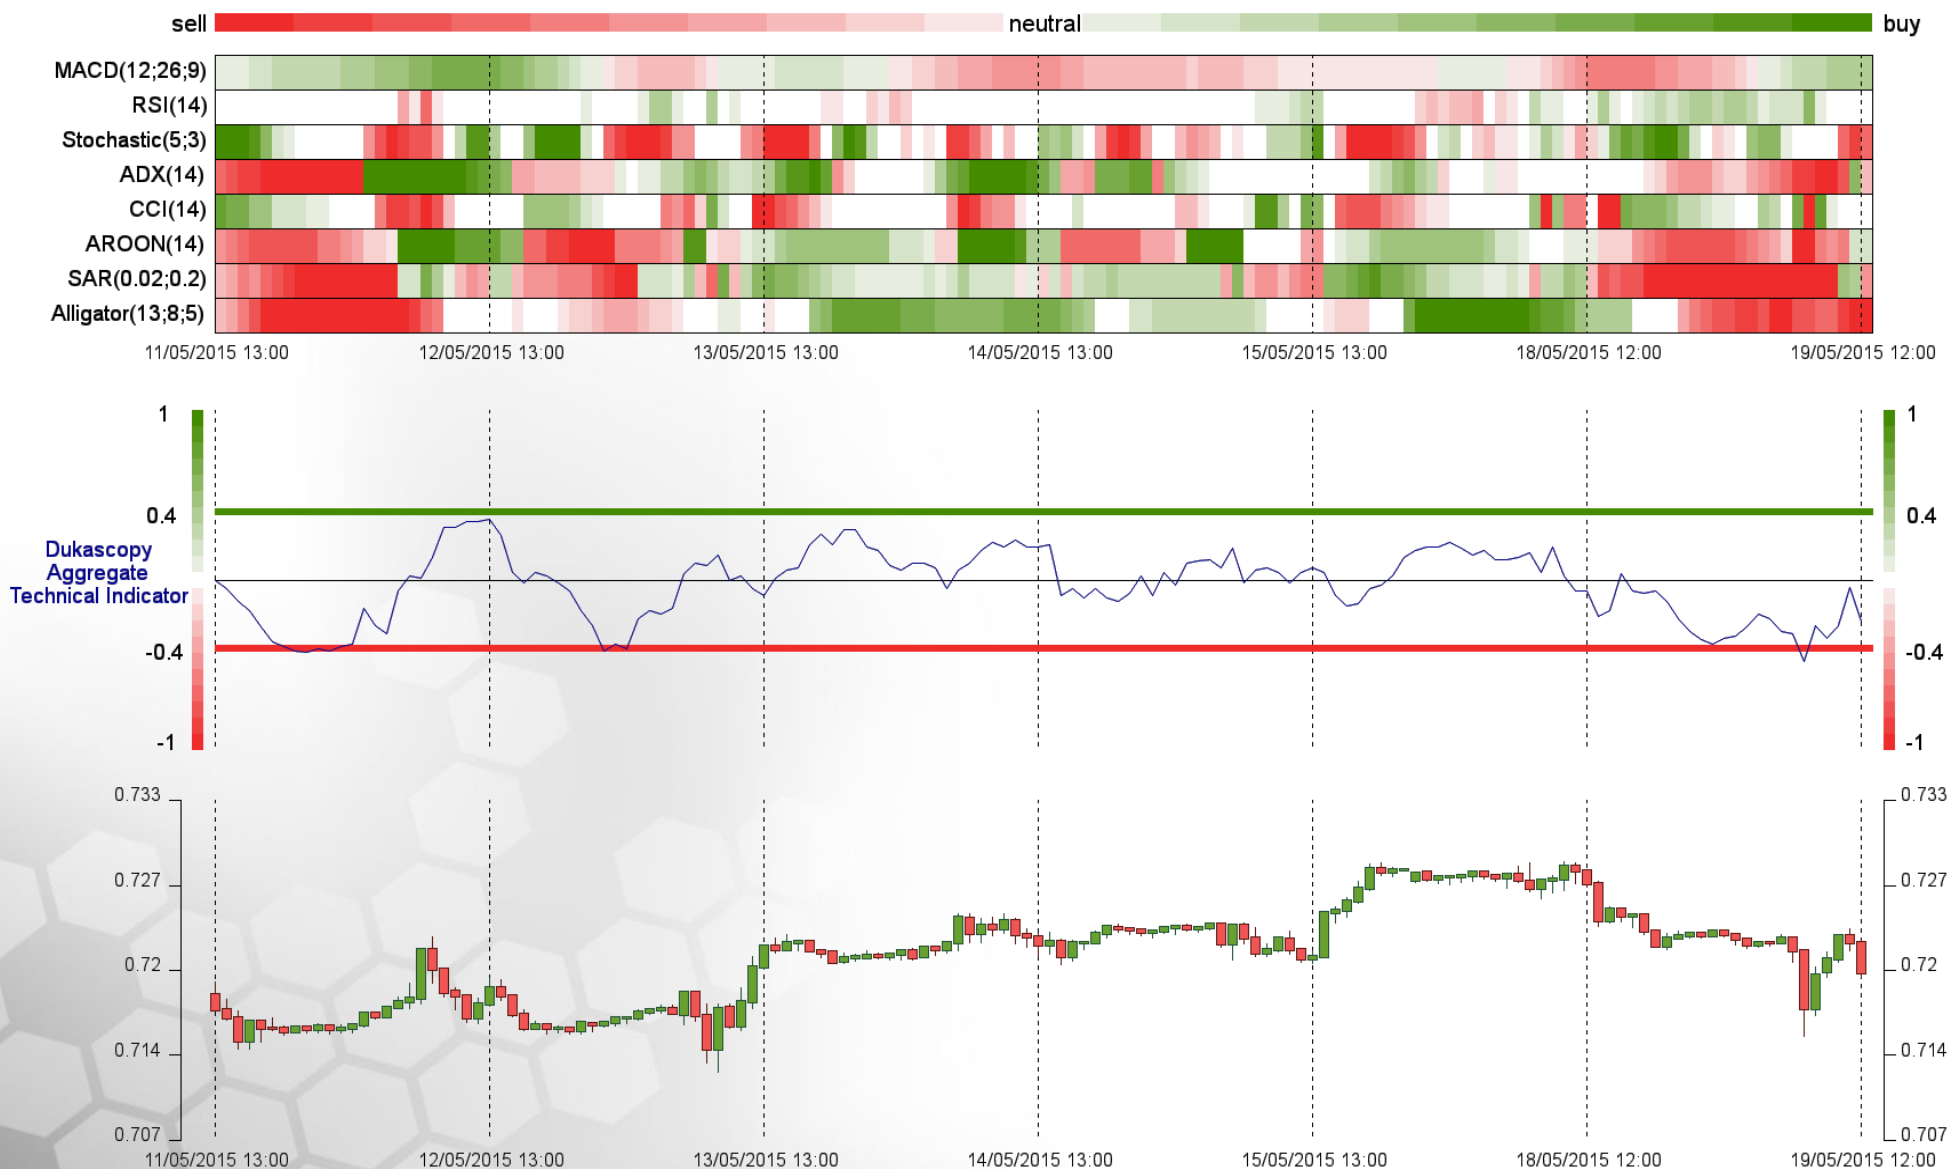 sell neutral buy
MACD(12;26;9)
RSI(14)
Stochastic(5;3)
ADX(14)
CCI(14)
AROON(14)
SAR(0.02;0.2)
Alligator(13;8;5)
11/05/2015 13:00 12/05/2015 13:00 13/05/2015 13:00 14/05/2015 13:00 15/05/2015 13:00 18/05/2015 12:00 19/05/2015 12:00
1 1
0.4 0.4
Dukascopy
Aggregate
Technical Indicator
-0.4 -0.4
-1 -1
0.733 0.733
0.727 0.727
0.72 0.72
0.714 0.714
0.707 0.707
11/05/2015 13:00 12/05/2015 13:00 13/05/2015 13:00 14/05/2015 13:00 15/05/2015 13:00 18/05/2015 12:00 19/05/2015 12:00